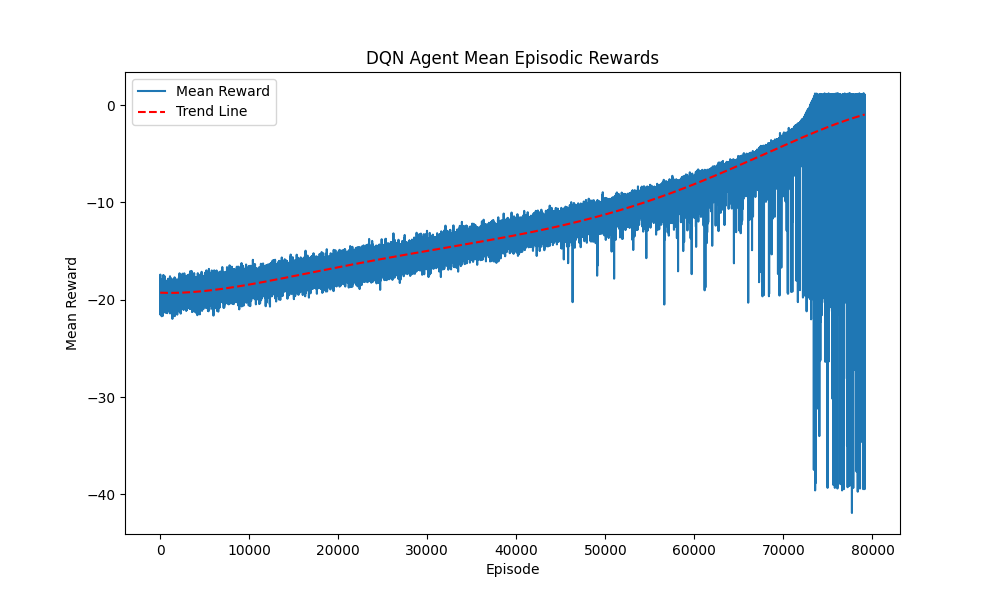 DQN Agent Mean Episodic Rewards
Mean Reward
Trend Line
0
−10
−20
−30
−40
Mean Reward
0
10000
20000
30000
40000
50000
60000
70000
80000
Episode